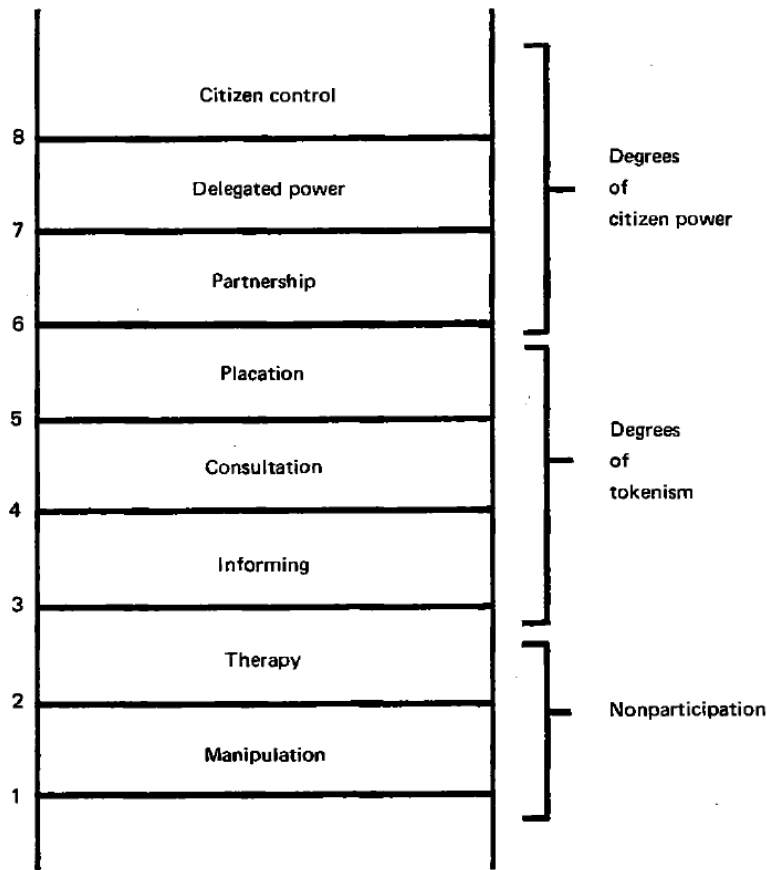 Citizen control
8
Delegated power
7
Partnership
6
Placation
5
Consultation
4
Informing
3
Therapy
2
Manipulation
1
Degrees
of
citizen power
Degrees
of
tokenism
Nonparticipation